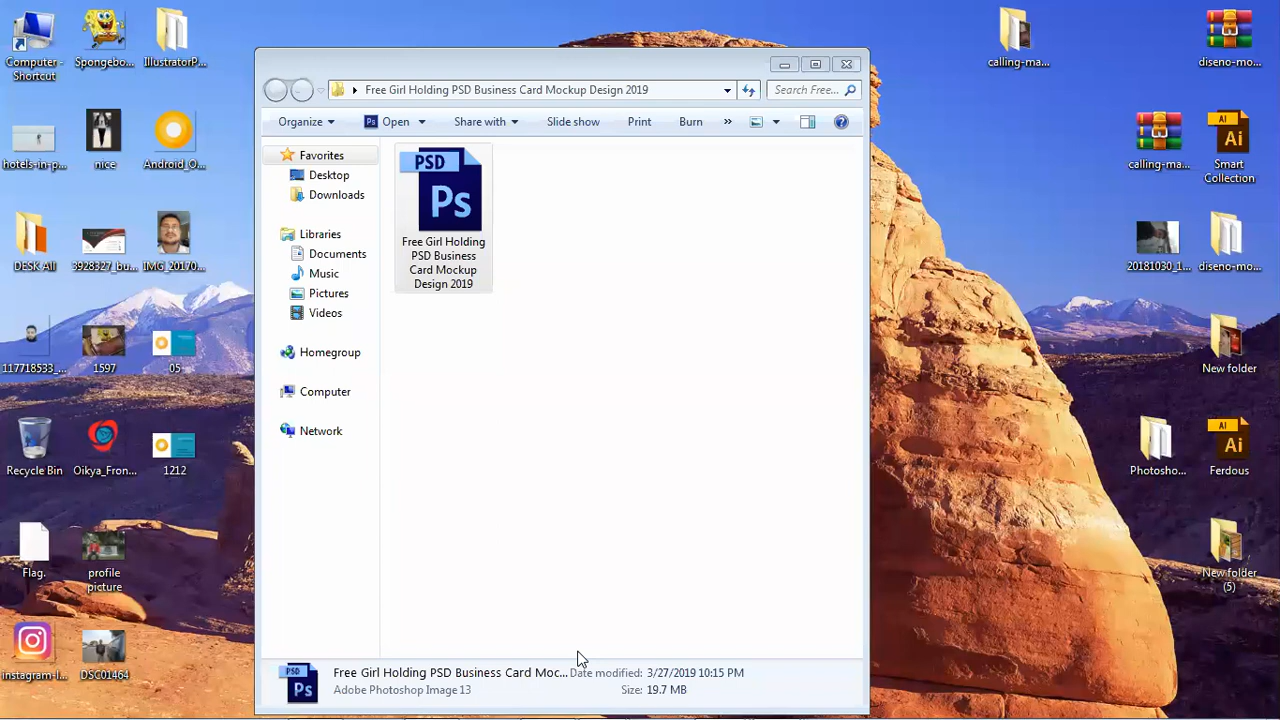 Computer -
Shortcut
Spongebo...
IllustratorP...
hotels-in-p...
nice
Android_O...
DESK All
3928327_bu...
IMG_20170...
117718533_...
1597
05
Recycle Bin
Oikya_Fron...
1212
Flag.
profile
picture
instagram-l...
DSC01464
Free Girl Holding PSD Business Card Mockup Design 2019
Search Free...
Organize
Ps Open
Share with
Slide show
Print
Burn
»
Favorites
Desktop
Downloads
Libraries
Documents
Music
Pictures
Videos
Homegroup
Computer
Network
PSD
Ps
Free Girl Holding
PSD Business
Card Mockup
Design 2019
PSD
Ps
Free Girl Holding PSD Business Card Moc...
Date modified: 3/27/2019 10:15 PM
Adobe Photoshop Image 13
Size: 19.7 MB
calling-ma...
diseno-mo...
calling-ma...
AI
Ai
Smart
Collection
20181030_1...
diseno-mo...
New folder
Photosho...
AI
Ai
Ferdous
New folder
(5)